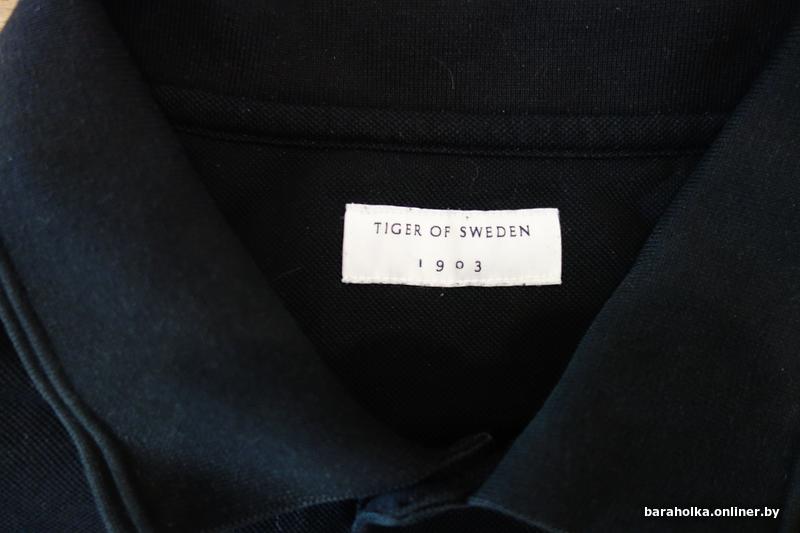 TIGER OF SWEDEN
1903
baraholka.onliner.by